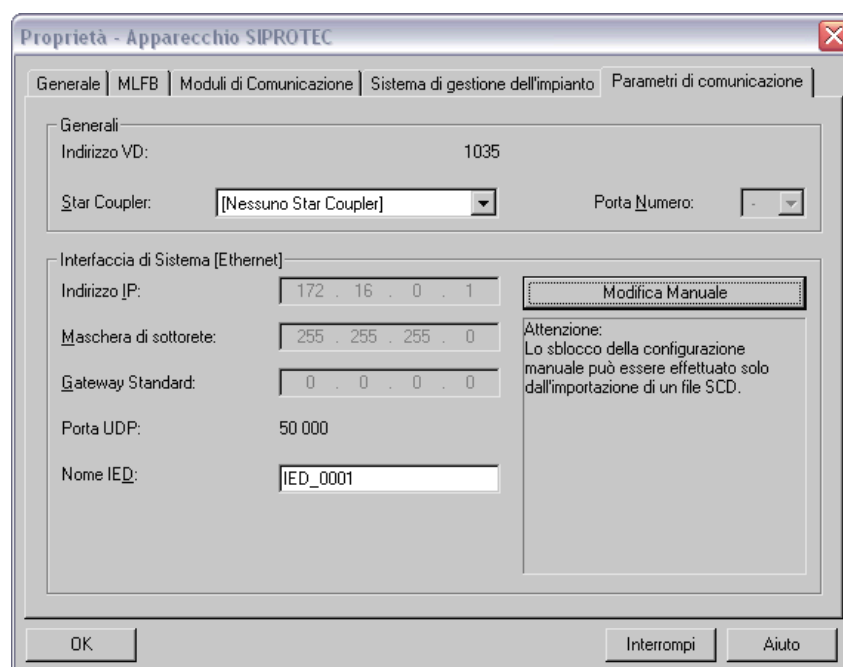 Proprietà - Apparecchio SIPROTEC
Generale MLFB Moduli di Comunicazione Sistema di gestione dell'impianto Parametri di comunicazione
Generali
Indirizzo VD: 1035
Star Coupler: [Nessuno Star Coupler] Porta Numero: -
Interfaccia di Sistema [Ethernet]
Indirizzo IP: 172 . 16 . 0 . 1 Modifica Manuale
Maschera di sottorete: 255 . 255 . 255 . 0
Attenzione:
Lo sblocco della configurazione
manuale può essere effettuato solo
dall'importazione di un file SCD.
Gateway Standard: 0 . 0 . 0 . 0
Porta UDP: 50 000
Nome IED: IED_0001
OK Interrompi Aiuto